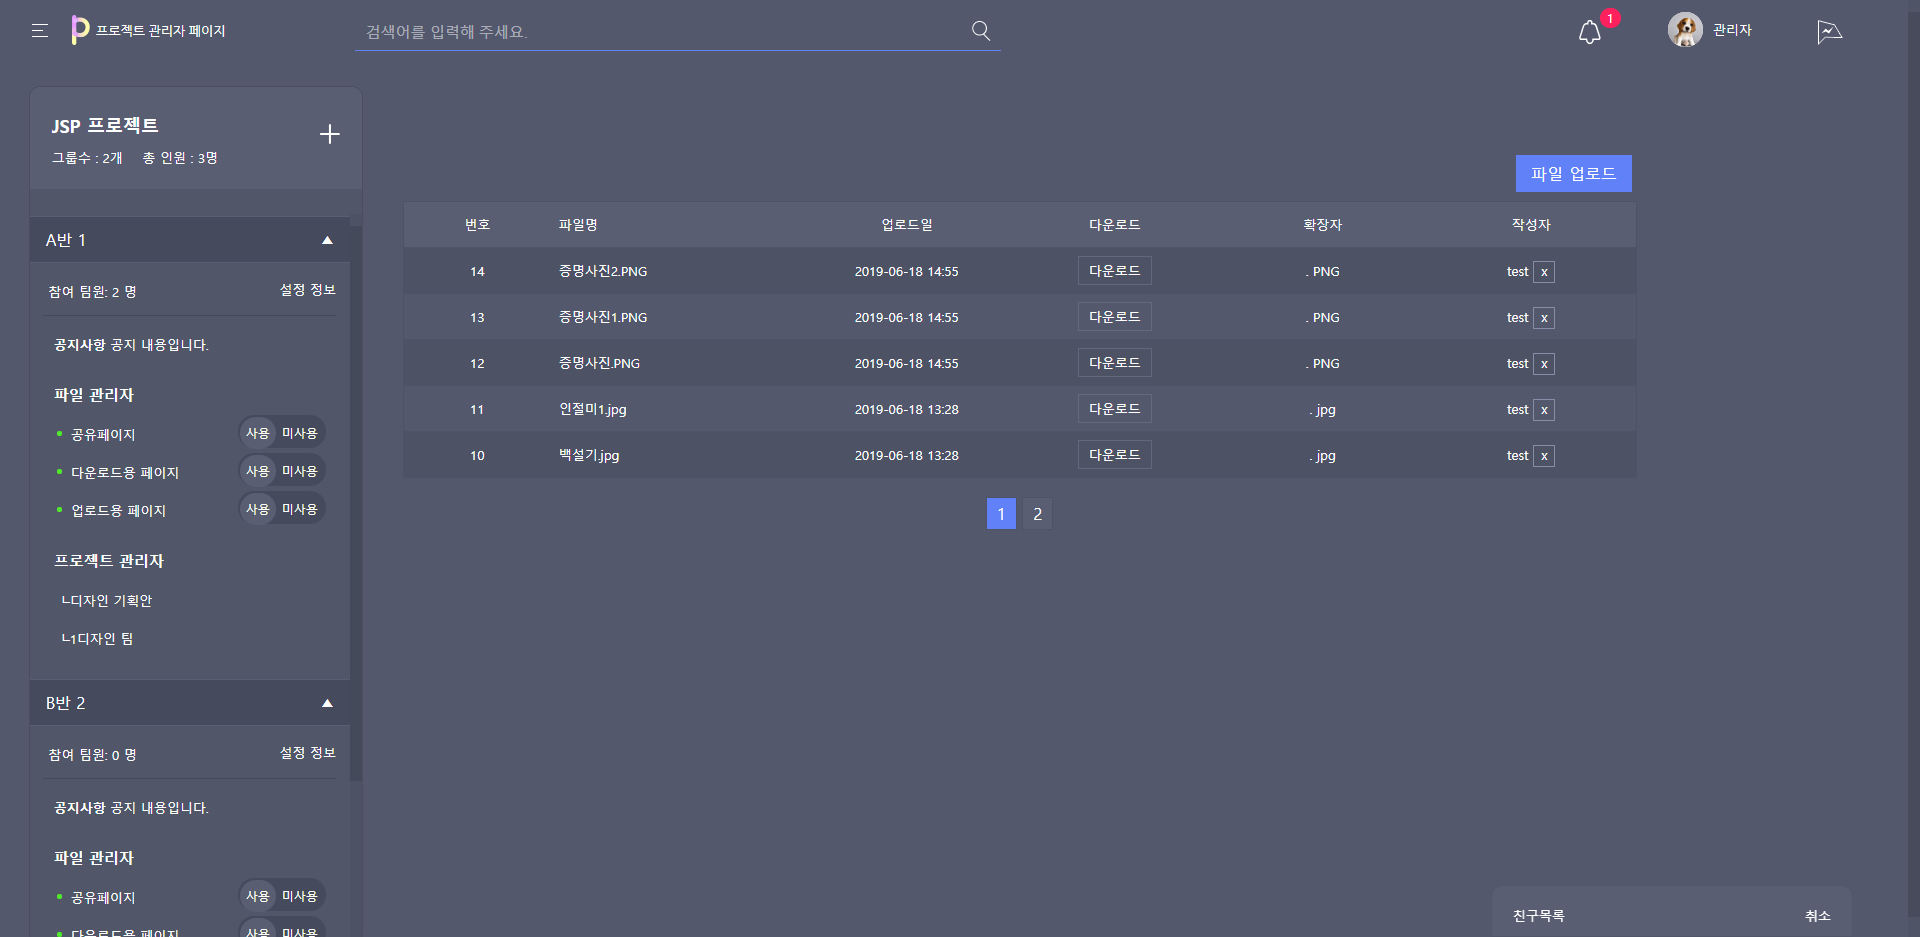 프로젝트 관리자 페이지
검색어를 입력해 주세요.
1
관리자
JSP 프로젝트
그룹수 : 2개 총 인원 : 3명
A반 1
참여 팀원: 2 명 설정 정보
공지사항 공지 내용입니다.
파일 관리자
공유페이지 사용 미사용
다운로드용 페이지 사용 미사용
업로드용 페이지 사용 미사용
프로젝트 관리자
ㄴ디자인 기획안
ㄴ1디자인 팀
B반 2
참여 팀원: 0 명 설정 정보
공지사항 공지 내용입니다.
파일 관리자
공유페이지 사용 미사용
다운로드용 페이지 사용 미사용
파일 업로드
번호 파일명 업로드일 다운로드 확장자 작성자
14 증명사진2.PNG 2019-06-18 14:55 다운로드 . PNG test x
13 증명사진1.PNG 2019-06-18 14:55 다운로드 . PNG test x
12 증명사진.PNG 2019-06-18 14:55 다운로드 . PNG test x
11 인절미1.jpg 2019-06-18 13:28 다운로드 . jpg test x
10 백설기.jpg 2019-06-18 13:28 다운로드 . jpg test x
1 2
친구목록 취소